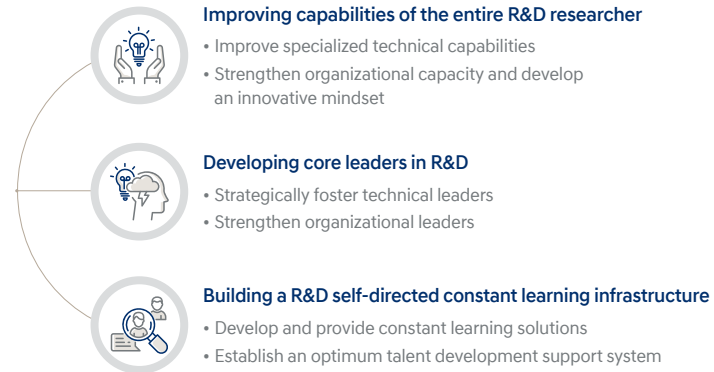 Improving capabilities of the entire R&D researcher
• Improve specialized technical capabilities
• Strengthen organizational capacity and develop
an innovative mindset
Developing core leaders in R&D
• Strategically foster technical leaders
• Strengthen organizational leaders
Building a R&D self-directed constant learning infrastructure
• Develop and provide constant learning solutions
• Establish an optimum talent development support system